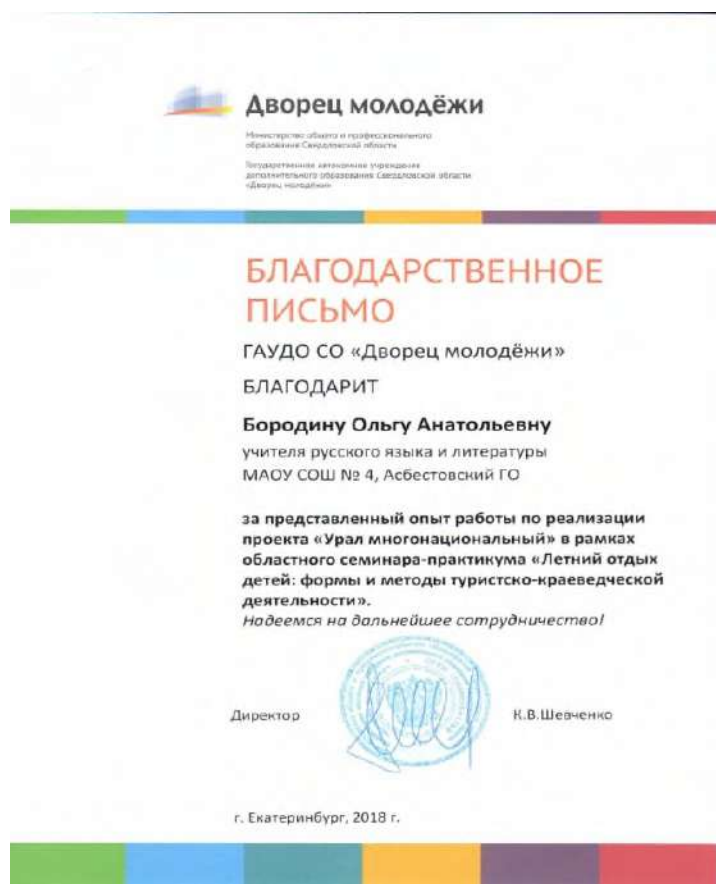 Дворец молодёжи
Министерство общего и профессионального
образования Свердловской области
Государственное автономное учреждение
дополнительного образования Свердловской области
«Дворец молодёжи»
БЛАГОДАРСТВЕННОЕ
ПИСЬМО
ГАУДО СО «Дворец молодёжи»
БЛАГОДАРИТ
Бородину Ольгу Анатольевну
учителя русского языка и литературы
МАОУ СОШ № 4, Асбестовский ГО
за представленный опыт работы по реализации
проекта «Урал многонациональный» в рамках
областного семинара-практикума «Летний отдых
детей: формы и методы туристско-краеведческой
деятельности».
Надеемся на дальнейшее сотрудничество!
Директор К.В.Шевченко
г. Екатеринбург, 2018 г.